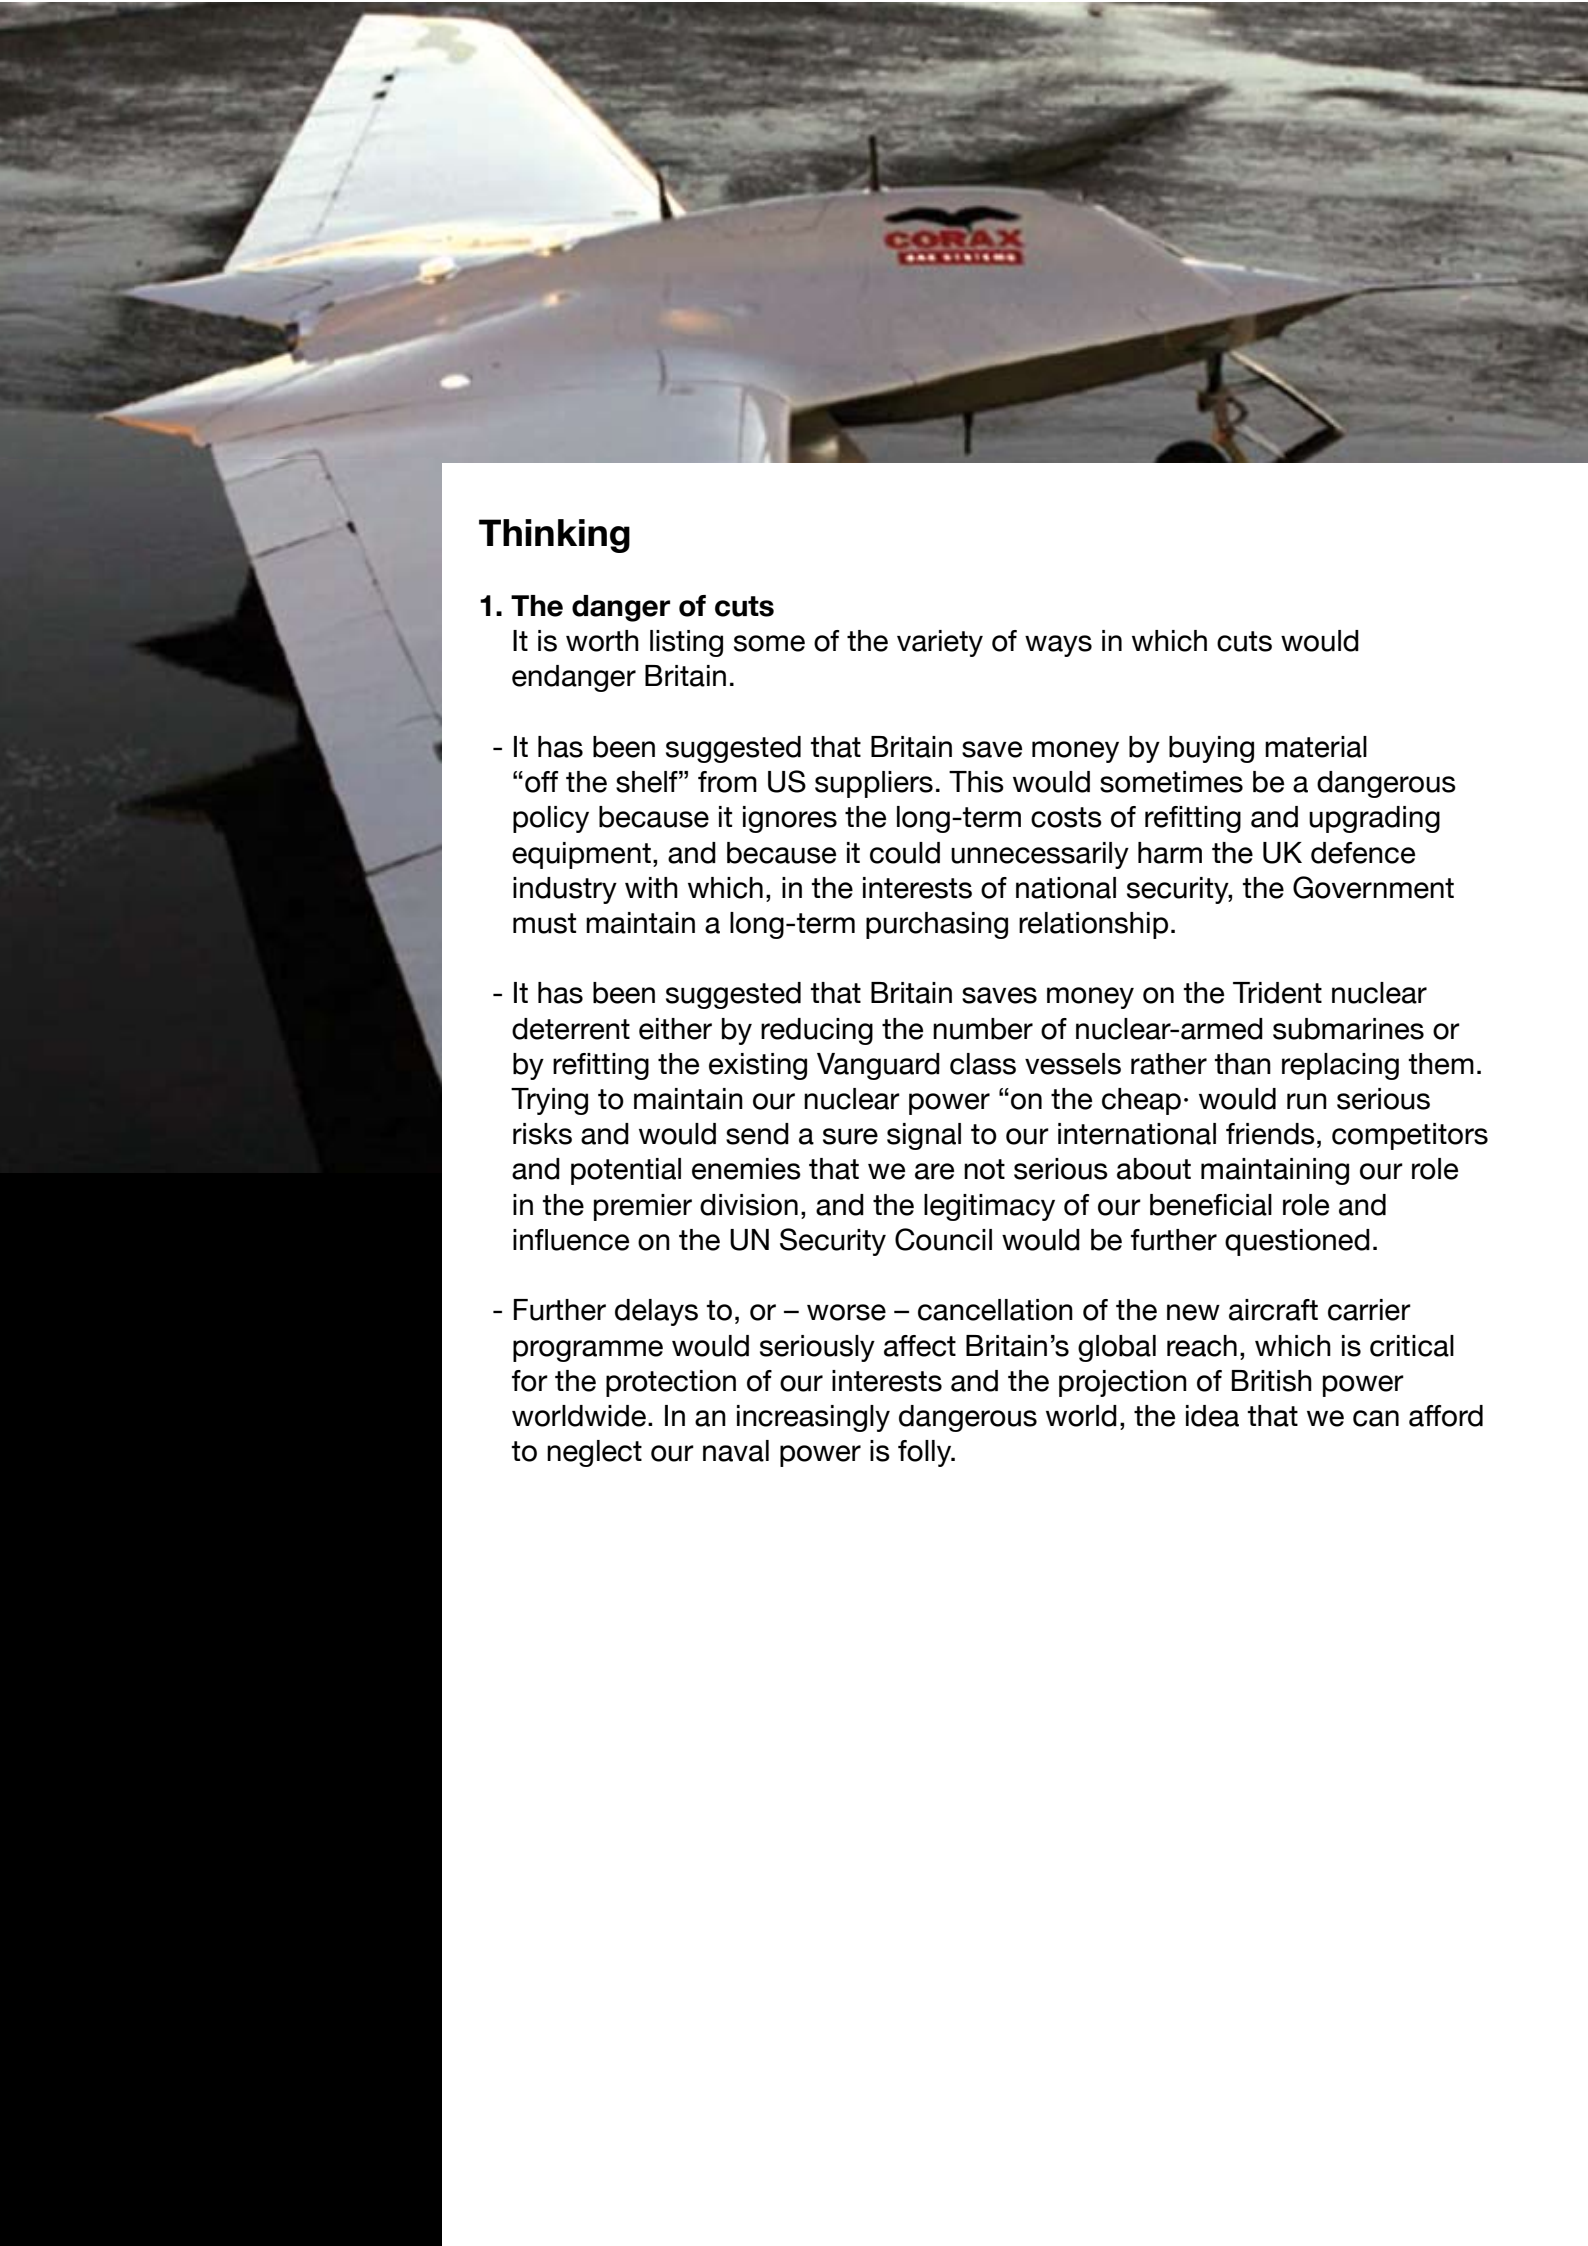 CORAX
BAE SYSTEMS
Thinking
1. The danger of cuts
It is worth listing some of the variety of ways in which cuts would
endanger Britain.
- It has been suggested that Britain save money by buying material
“off the shelf” from US suppliers. This would sometimes be a dangerous
policy because it ignores the long-term costs of refitting and upgrading
equipment, and because it could unnecessarily harm the UK defence
industry with which, in the interests of national security, the Government
must maintain a long-term purchasing relationship.
- It has been suggested that Britain saves money on the Trident nuclear
deterrent either by reducing the number of nuclear-armed submarines or
by refitting the existing Vanguard class vessels rather than replacing them.
Trying to maintain our nuclear power “on the cheap· would run serious
risks and would send a sure signal to our international friends, competitors
and potential enemies that we are not serious about maintaining our role
in the premier division, and the legitimacy of our beneficial role and
influence on the UN Security Council would be further questioned.
- Further delays to, or – worse – cancellation of the new aircraft carrier
programme would seriously affect Britain’s global reach, which is critical
for the protection of our interests and the projection of British power
worldwide. In an increasingly dangerous world, the idea that we can afford
to neglect our naval power is folly.